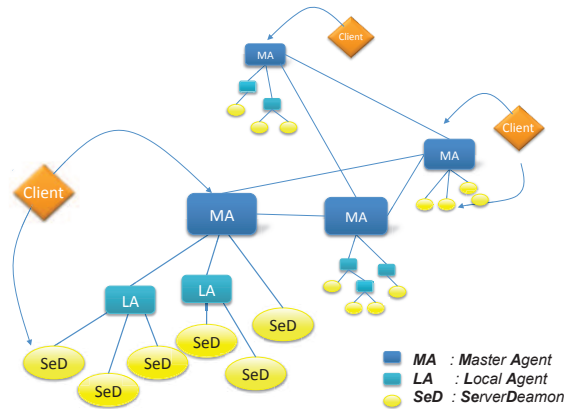 Client
MA
Client
MA
Client
MA
MA
LA
LA
SeD
SeD
SeD
SeD
SeD
SeD
MA : Master Agent
LA : Local Agent
SeD : ServerDeamon